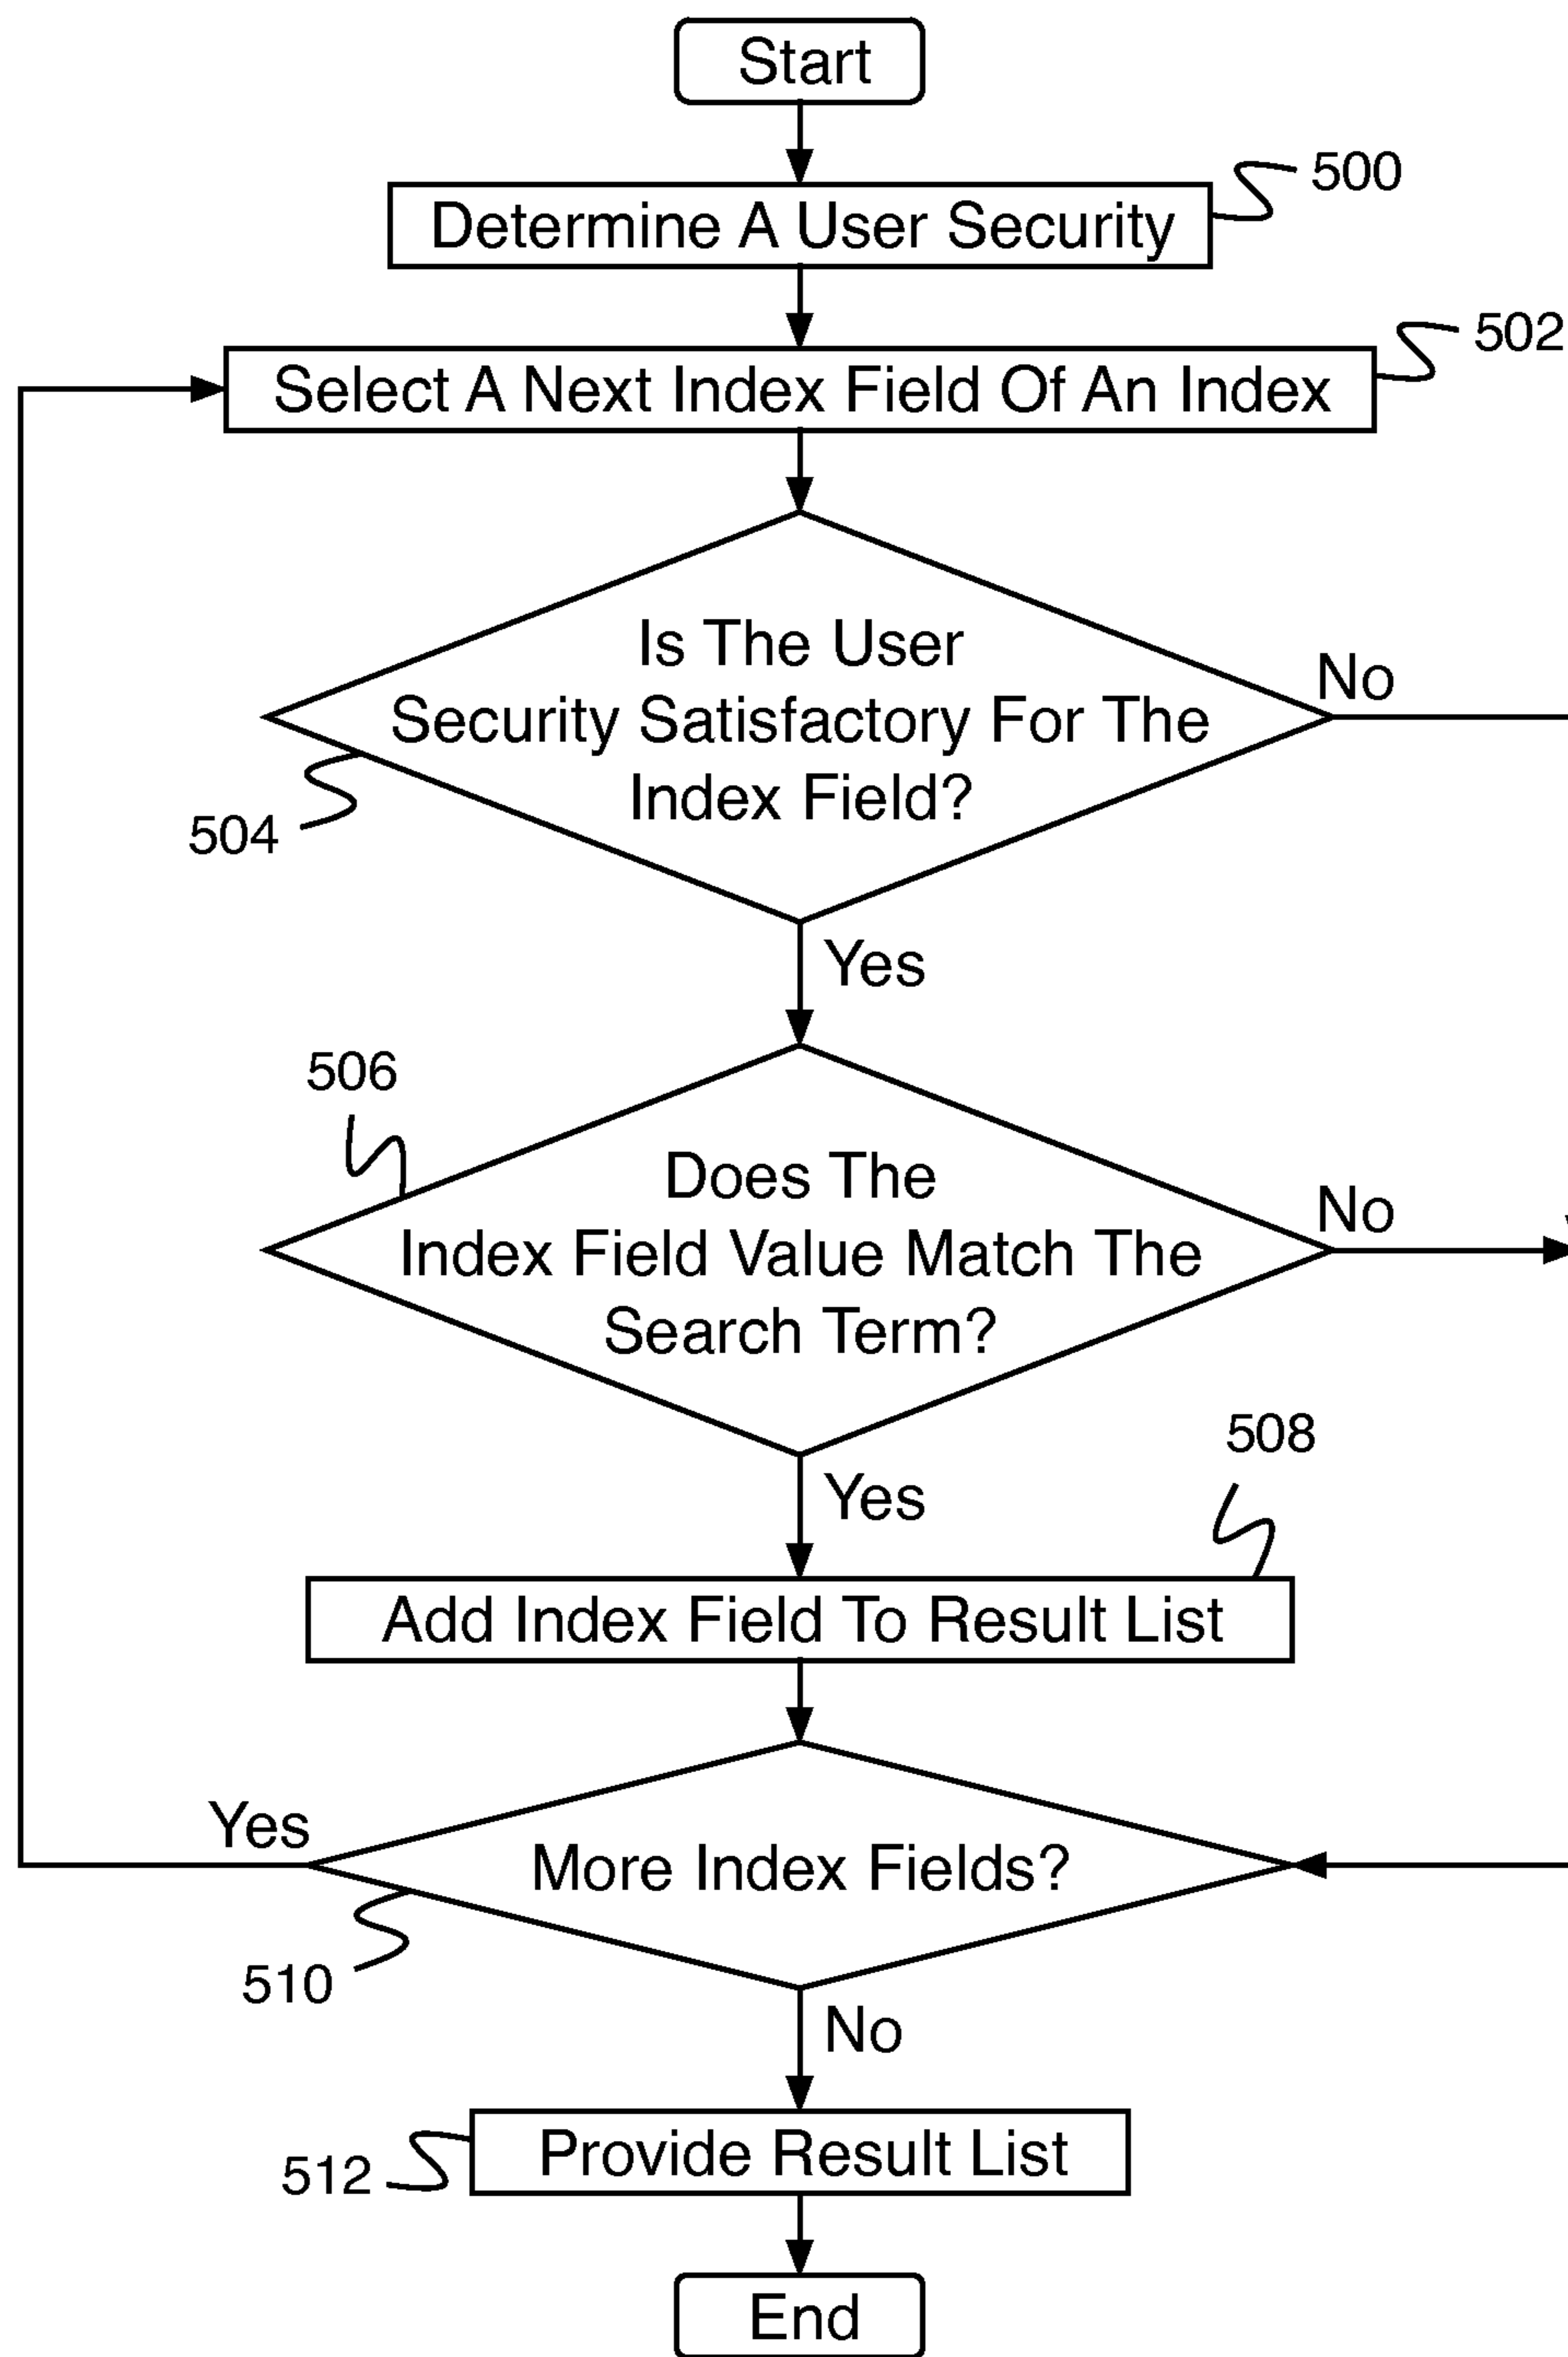 Start
500
Determine A User Security
502
Select A Next Index Field Of An Index
Is The User
Security Satisfactory For The
Index Field?
No
504
Yes
506
Does The
Index Field Value Match The
Search Term?
No
508
Yes
Add Index Field To Result List
Yes
More Index Fields?
510
No
Provide Result List
512
End